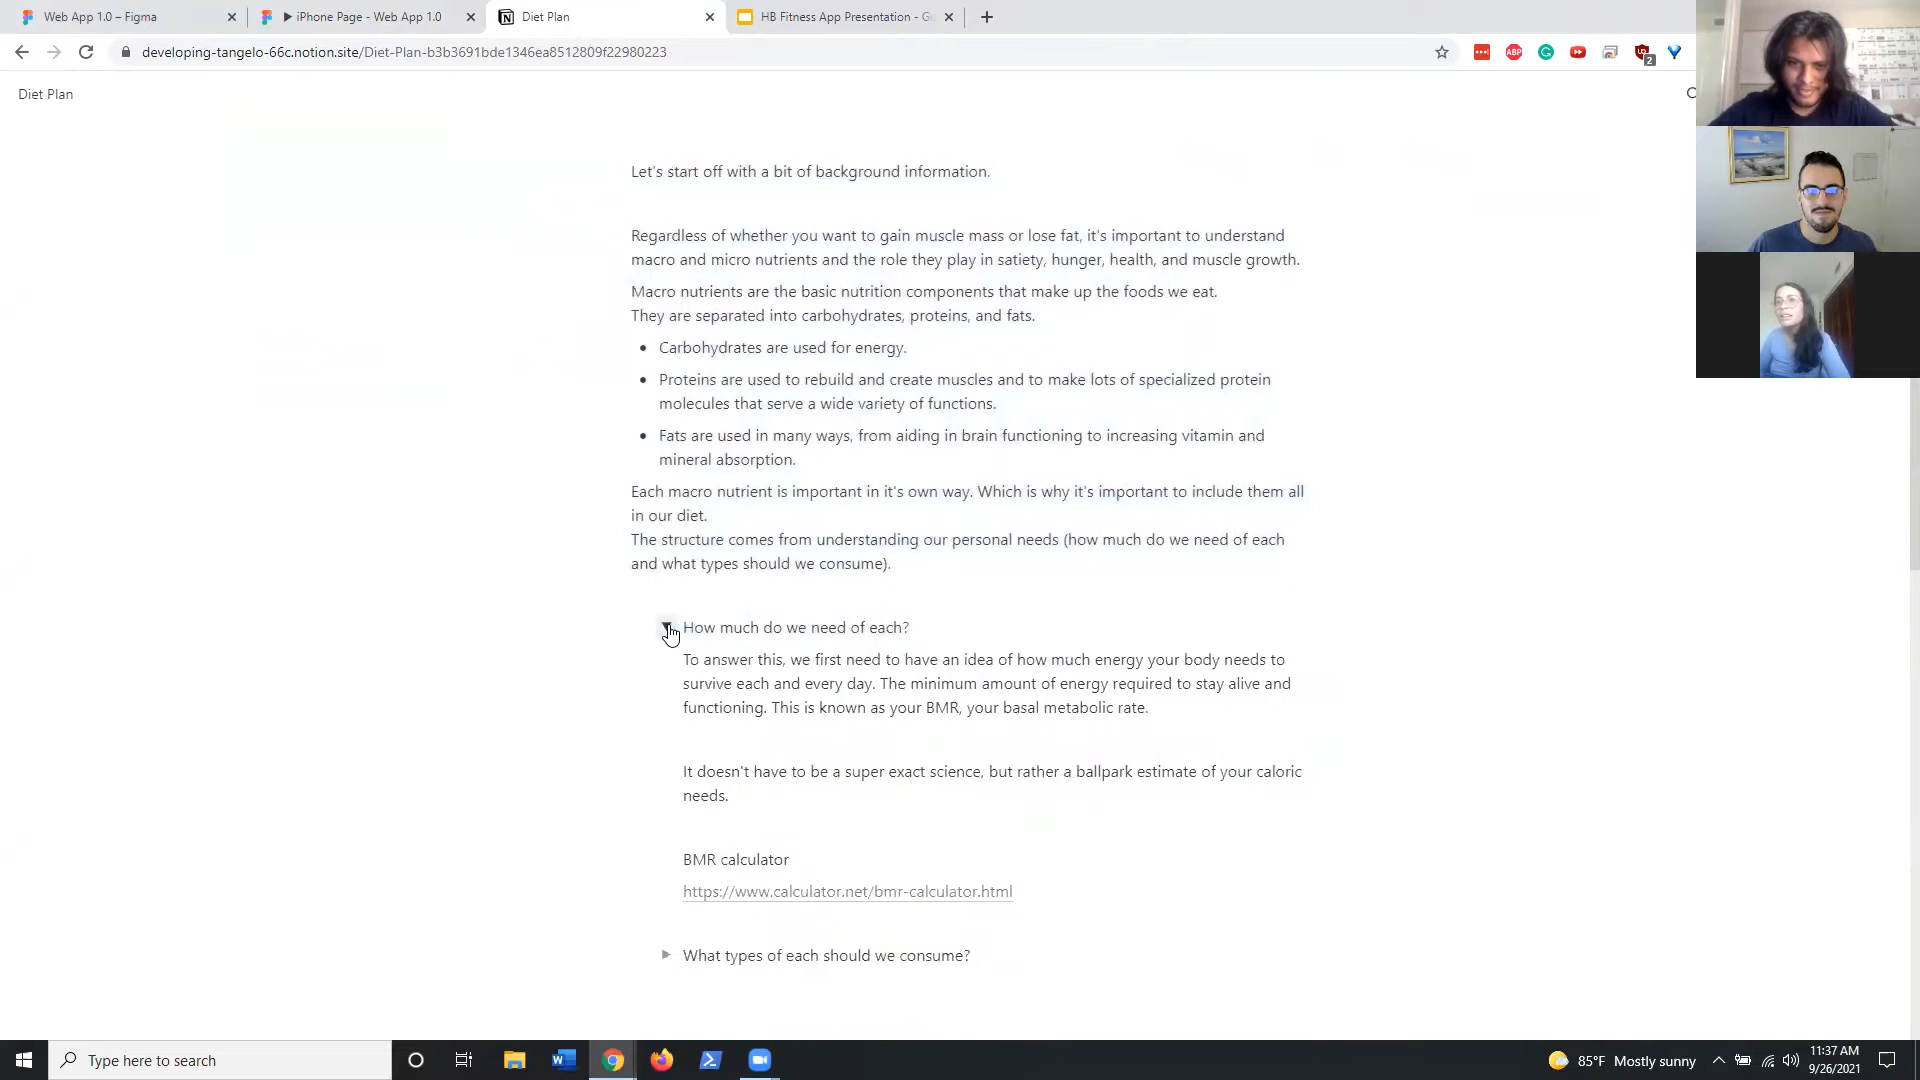 Web App 1.0 – Figma
iPhone Page - Web App 1.0
Diet Plan
HB Fitness App Presentation -
developing-tangelo-66c.notion.site/Diet-Plan-b3b3691bde1346ea8512809f22980223
ABP
2
Diet Plan
Let's start off with a bit of background information.
Regardless of whether you want to gain muscle mass or lose fat, it's important to understand
macro and micro nutrients and the role they play in satiety, hunger, health, and muscle growth.
Macro nutrients are the basic nutrition components that make up the foods we eat.
They are separated into carbohydrates, proteins, and fats.
• Carbohydrates are used for energy.
• Proteins are used to rebuild and create muscles and to make lots of specialized protein
molecules that serve a wide variety of functions.
• Fats are used in many ways, from aiding in brain functioning to increasing vitamin and
mineral absorption.
Each macro nutrient is important in it's own way. Which is why it's important to include them all
in our diet.
The structure comes from understanding our personal needs (how much do we need of each
and what types should we consume).
How much do we need of each?
To answer this, we first need to have an idea of how much energy your body needs to
survive each and every day. The minimum amount of energy required to stay alive and
functioning. This is known as your BMR, your basal metabolic rate.
It doesn't have to be a super exact science, but rather a ballpark estimate of your caloric
needs.
BMR calculator
https://www.calculator.net/bmr-calculator.html
What types of each should we consume?
Type here to search
85°F Mostly sunny
11:37 AM
9/26/2021